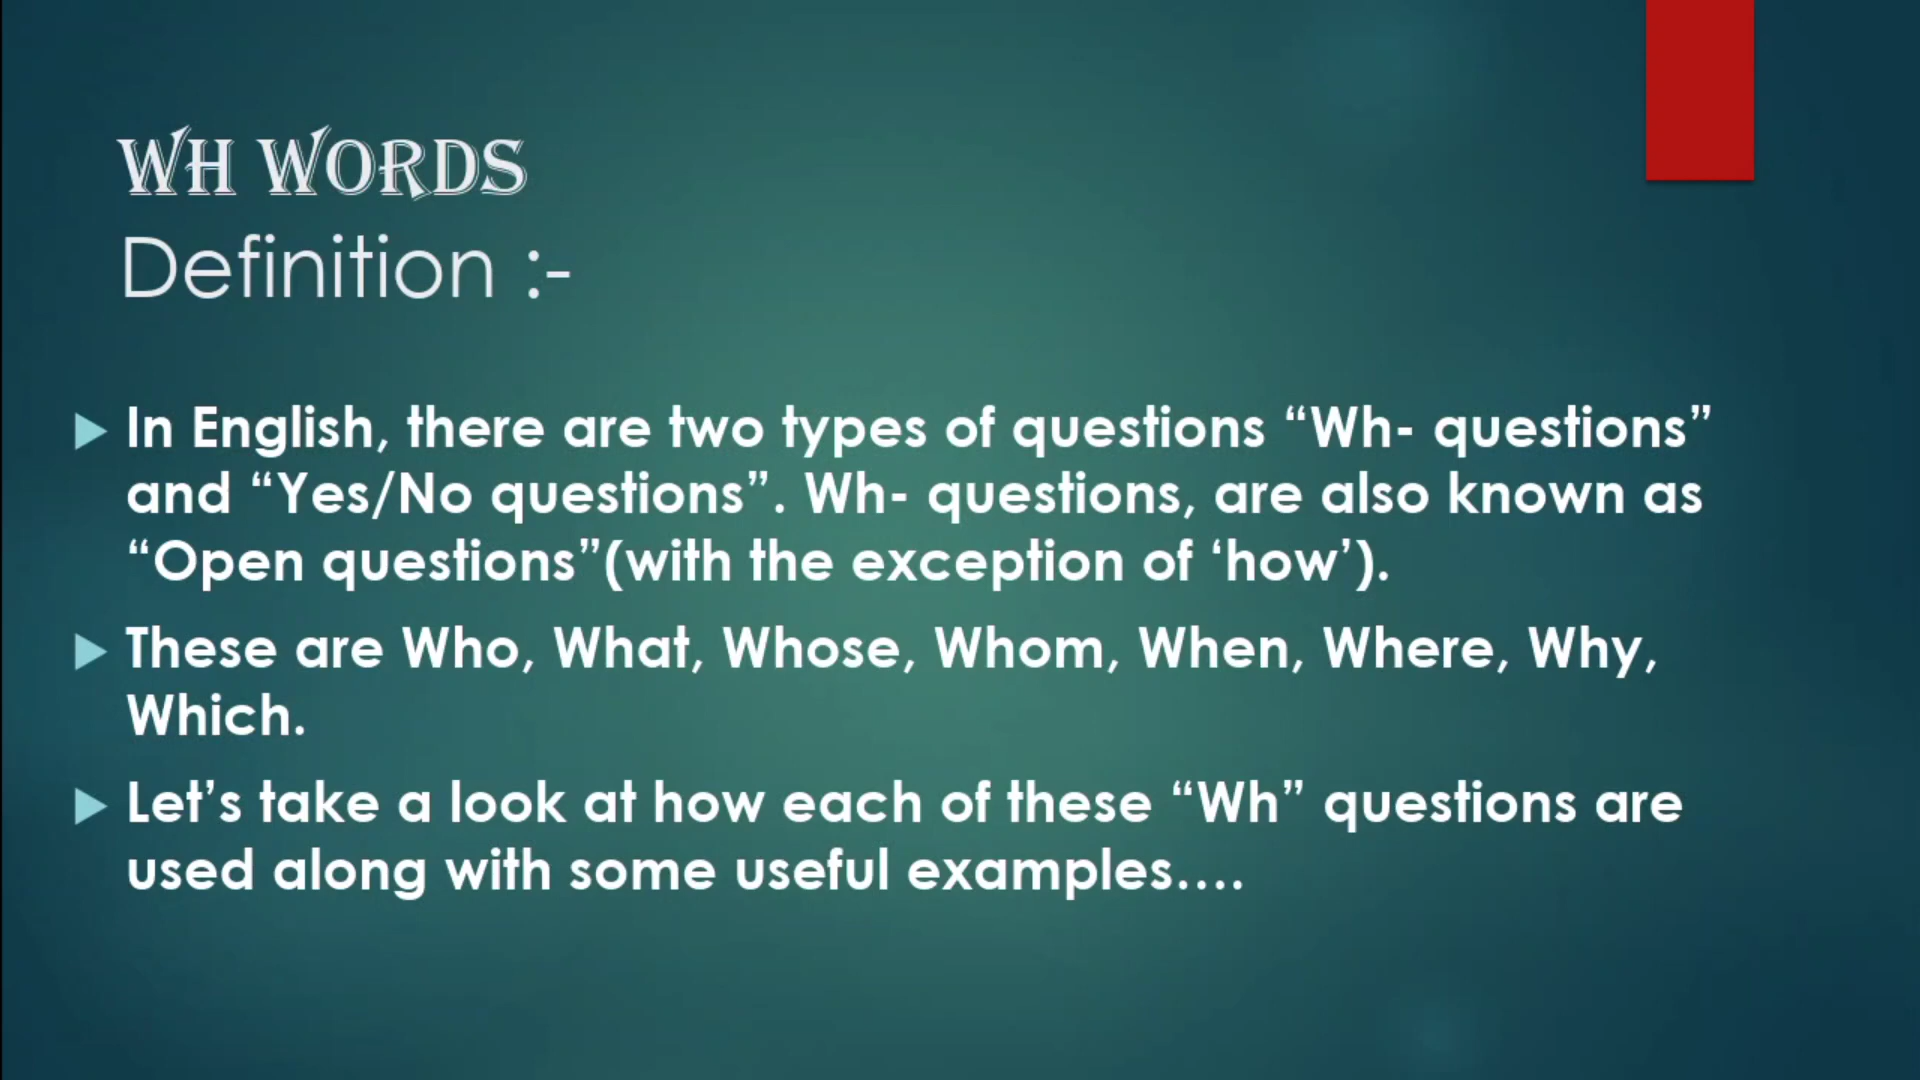 WH WORDS
Definition :-
In English, there are two types of questions “Wh- questions”
and “Yes/No questions”. Wh- questions, are also known as
“Open questions”(with the exception of ‘how’).
These are Who, What, Whose, Whom, When, Where, Why,
Which.
Let’s take a look at how each of these “Wh” questions are
used along with some useful examples....